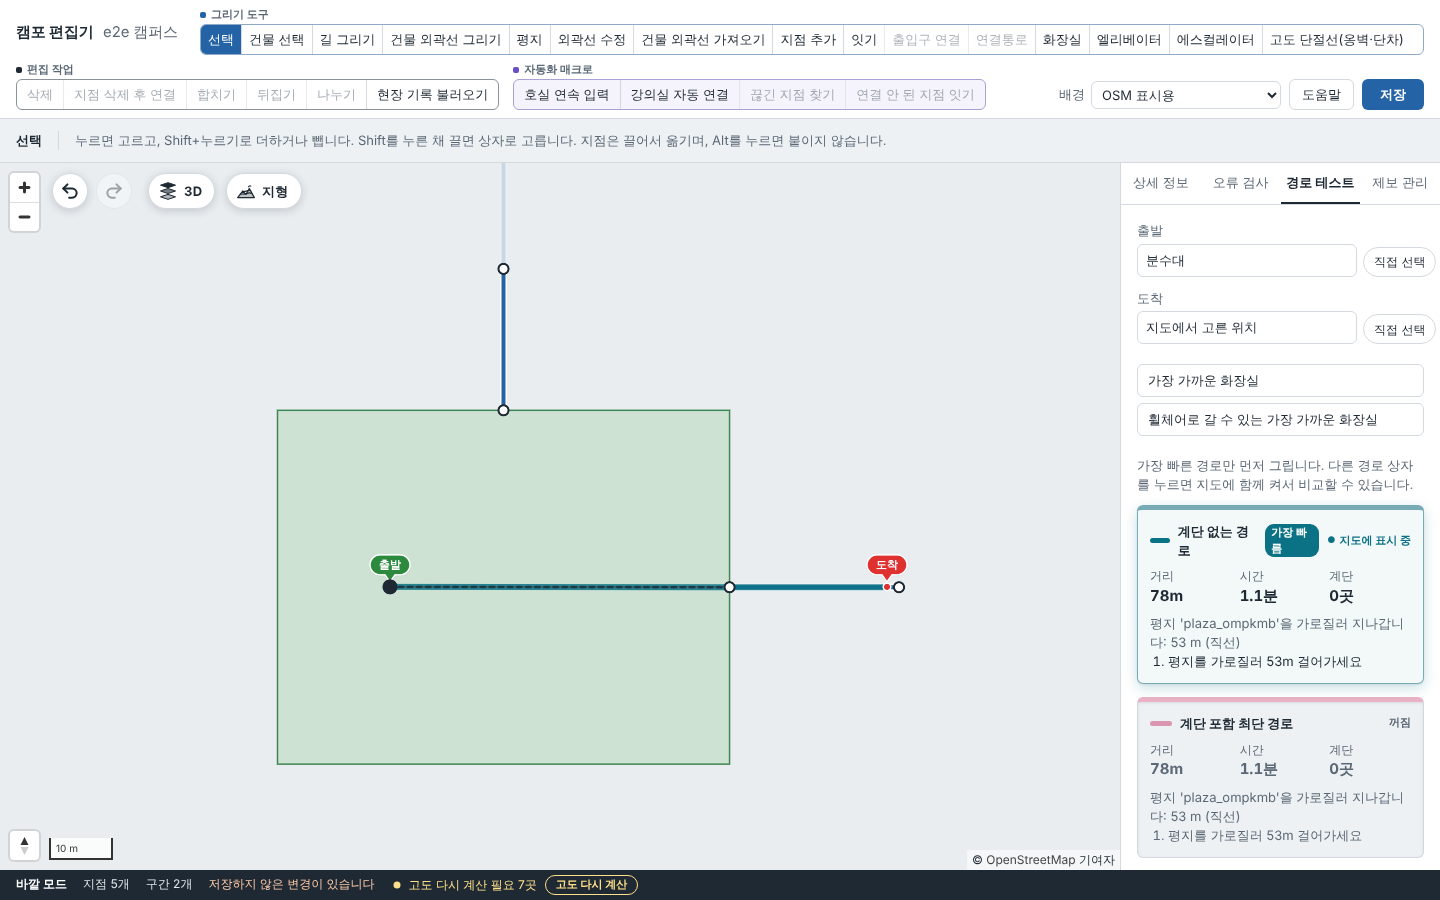 캠포 편집기 e2e 캠퍼스
그리기 도구
선택 건물 선택 길 그리기 건물 외곽선 그리기 평지 외곽선 수정 건물 외곽선 가져오기 지점 추가 잇기 출입구 연결 연결통로 화장실 엘리베이터 에스컬레이터 고도 단절선(옹벽·단차)
편집 작업
삭제 지점 삭제 후 연결 합치기 뒤집기 나누기 현장 기록 불러오기
자동화 매크로
호실 연속 입력 강의실 자동 연결 끊긴 지점 찾기 연결 안 된 지점 잇기
배경 OSM 표시용 도움말 저장
선택 누르면 고르고, Shift+누르기로 더하거나 뺍니다. Shift를 누른 채 끌면 상자로 고릅니다. 지점은 끌어서 옮기며, Alt를 누르면 붙이지 않습니다.
3D 지형
출발
도착
10 m
© OpenStreetMap 기여자
상세 정보 오류 검사 경로 테스트 제보 관리
출발
분수대 직접 선택
도착
지도에서 고른 위치 직접 선택
가장 가까운 화장실
휠체어로 갈 수 있는 가장 가까운 화장실
가장 빠른 경로만 먼저 그립니다. 다른 경로 상자
를 누르면 지도에 함께 켜서 비교할 수 있습니다.
계단 없는 경
로
가장 빠
름
지도에 표시 중
거리 시간 계단
78m 1.1분 0곳
평지 'plaza_ompkmb'을 가로질러 지나갑니
다: 53 m (직선)
1. 평지를 가로질러 53m 걸어가세요
계단 포함 최단 경로 꺼짐
거리 시간 계단
78m 1.1분 0곳
평지 'plaza_ompkmb'을 가로질러 지나갑니
다: 53 m (직선)
1. 평지를 가로질러 53m 걸어가세요
바깥 모드 지점 5개 구간 2개 저장하지 않은 변경이 있습니다 고도 다시 계산 필요 7곳 고도 다시 계산